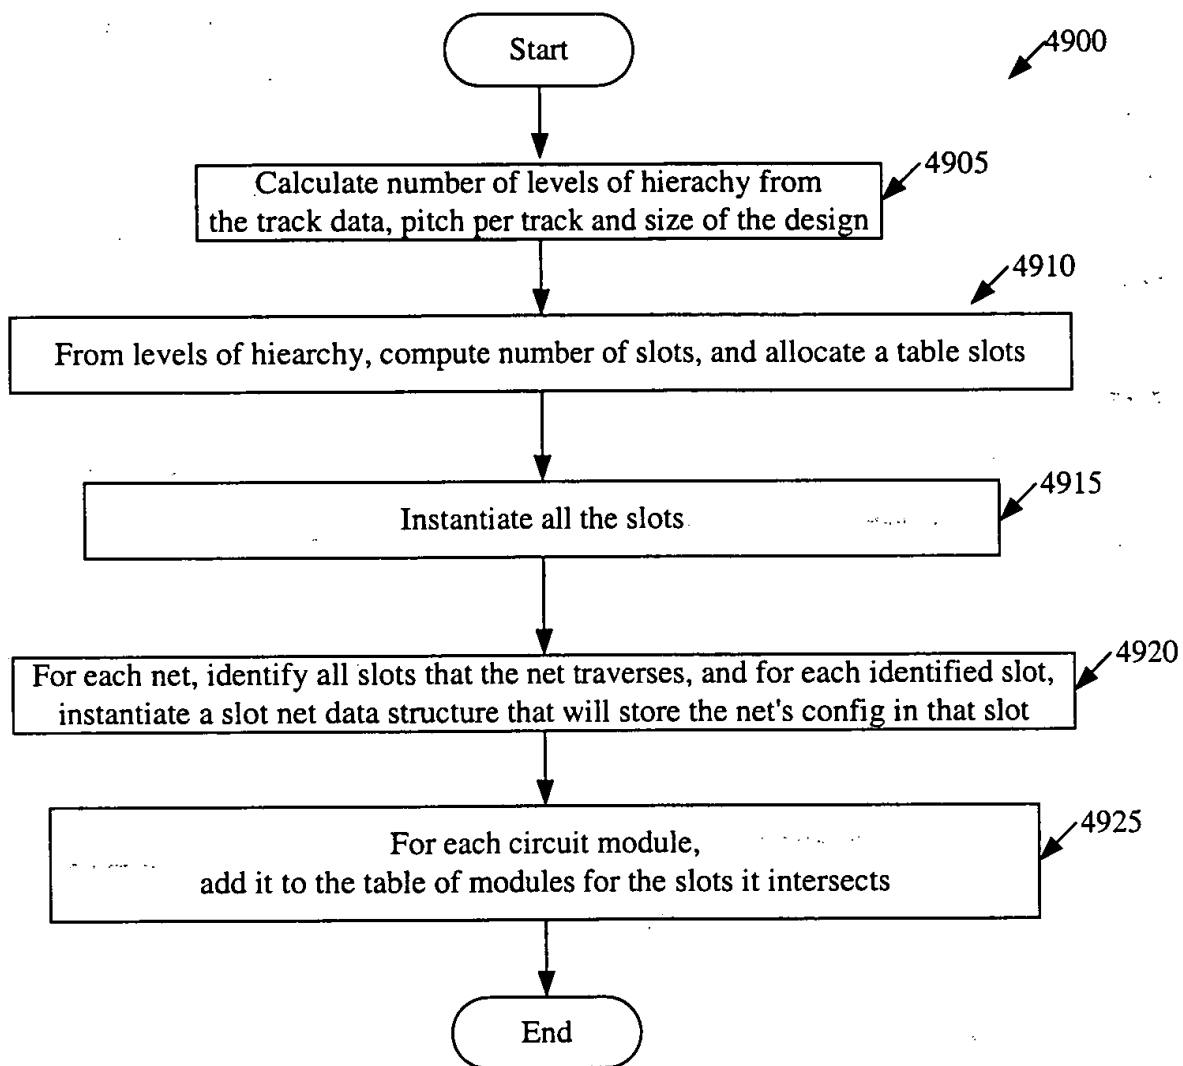 Start
4900
4905
Calculate number of levels of hierachy from
the track data, pitch per track and size of the design
4910
From levels of hiearchy, compute number of slots, and allocate a table slots
4915
Instantiate all the slots
4920
For each net, identify all slots that the net traverses, and for each identified slot,
instantiate a slot net data structure that will store the net's config in that slot
4925
For each circuit module,
add it to the table of modules for the slots it intersects
End